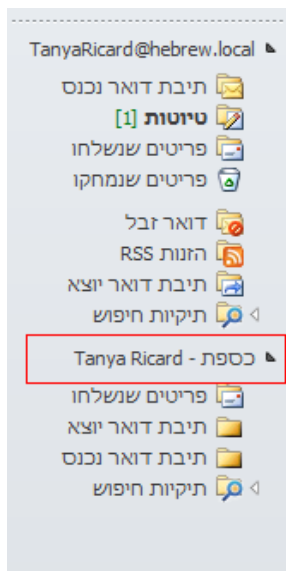 TanyaRicard@hebrew.local
תיבת דואר נכנס
טיוטות [1]
פריטים שנשלחו
פריטים שנמחקו
דואר זבל
הזנות RSS
תיבת דואר יוצא
תיקיות חיפוש
כספת - Tanya Ricard
פריטים שנשלחו
תיבת דואר יוצא
תיבת דואר נכנס
תיקיות חיפוש